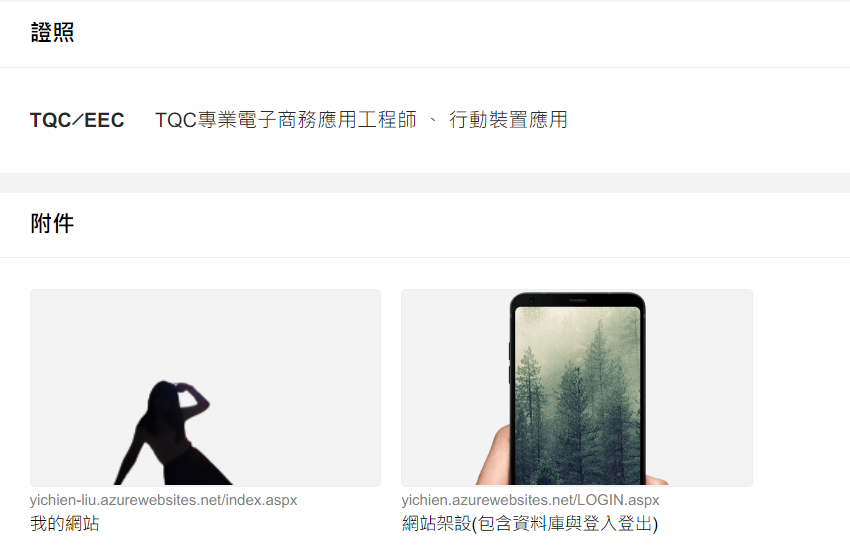 證照
TQC／EEC TQC專業電子商務應用工程師 、 行動裝置應用
附件
yichien-liu.azurewebsites.net/index.aspx
我的網站
yichien.azurewebsites.net/LOGIN.aspx
網站架設(包含資料庫與登入登出)